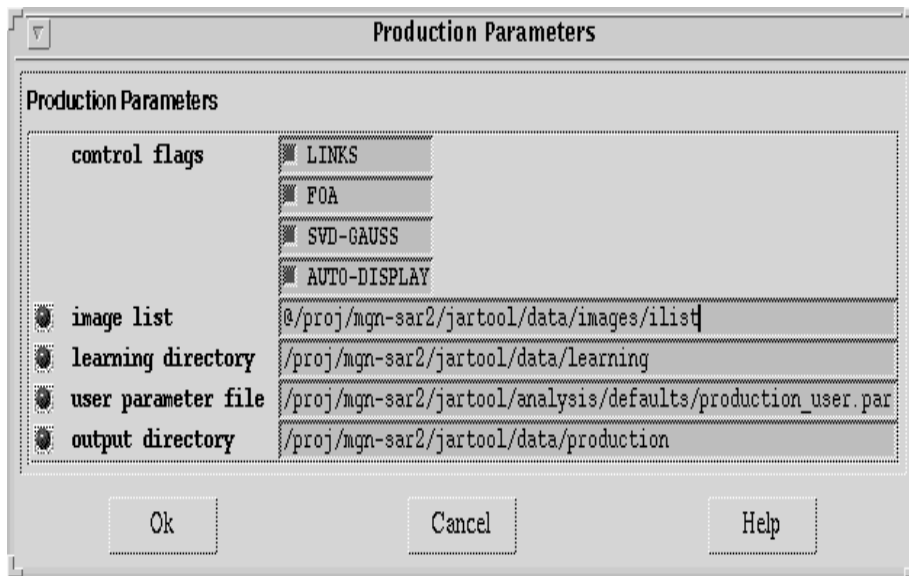 Production Parameters
Production Parameters
control flags LINKS
FOA
SVD-GAUSS
AUTO-DISPLAY
image list @/proj/mgn-sar2/jartool/data/images/ilist
learning directory /proj/mgn-sar2/jartool/data/learning
user parameter file /proj/mgn-sar2/jartool/analysis/defaults/production_user.par
output directory /proj/mgn-sar2/jartool/data/production
Ok Cancel Help